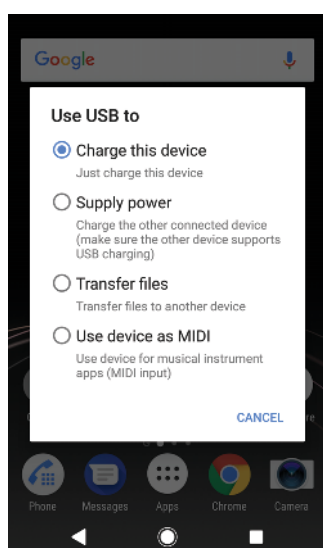 Google
Use USB to
Charge this device
Just charge this device
Supply power
Charge the other connected device
(make sure the other device supports
USB charging)
Transfer files
Transfer files to another device
Use device as MIDI
Use device for musical instrument
apps (MIDI input)
CANCEL
Phone Messages Apps Chrome Camera